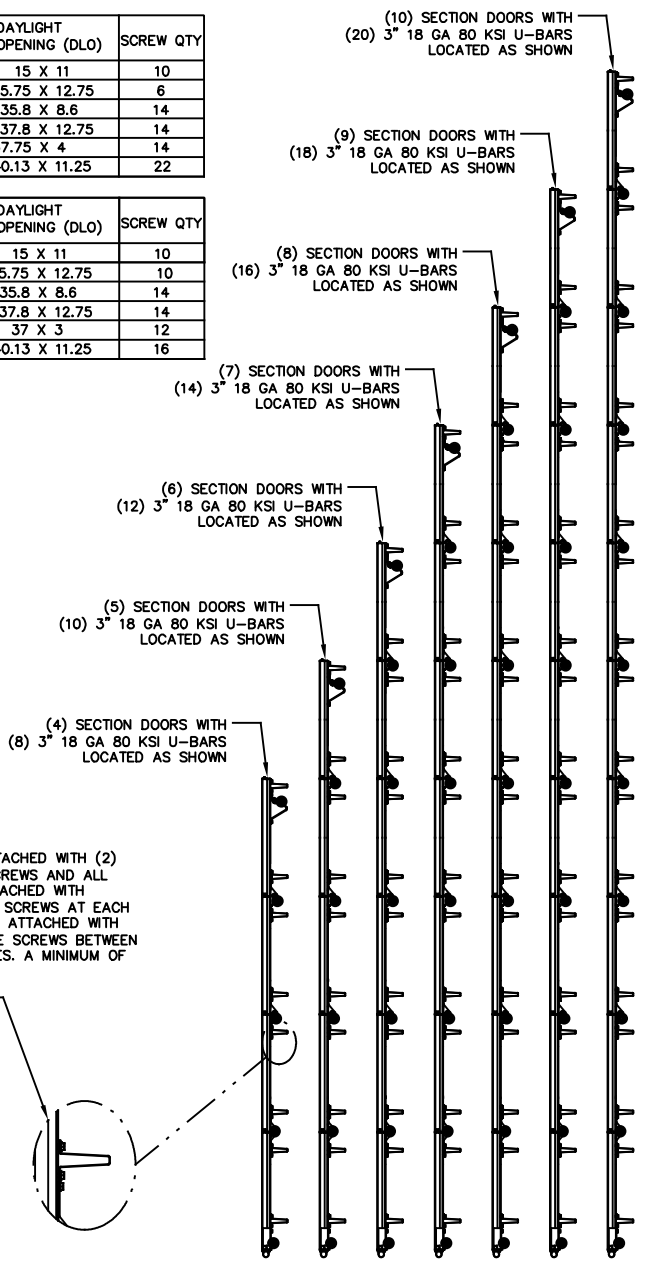 DAYLIGHT
OPENING (DLO) SCREW QTY
15 X 11 10
5.75 X 12.75 6
35.8 X 8.6 14
37.8 X 12.75 14
7.75 X 4 14
0.13 X 11.25 22
DAYLIGHT
OPENING (DLO) SCREW QTY
15 X 11 10
5.75 X 12.75 10
35.8 X 8.6 14
37.8 X 12.75 14
37 X 3 12
0.13 X 11.25 16
(10) SECTION DOORS WITH
(20) 3" 18 GA 80 KSI U-BARS
LOCATED AS SHOWN
(9) SECTION DOORS WITH
(18) 3" 18 GA 80 KSI U-BARS
LOCATED AS SHOWN
(8) SECTION DOORS WITH
(16) 3" 18 GA 80 KSI U-BARS
LOCATED AS SHOWN
(7) SECTION DOORS WITH
(14) 3" 18 GA 80 KSI U-BARS
LOCATED AS SHOWN
(6) SECTION DOORS WITH
(12) 3" 18 GA 80 KSI U-BARS
LOCATED AS SHOWN
(5) SECTION DOORS WITH
(10) 3" 18 GA 80 KSI U-BARS
LOCATED AS SHOWN
(4) SECTION DOORS WITH
(8) 3" 18 GA 80 KSI U-BARS
LOCATED AS SHOWN
TACHED WITH (2)
CREWS AND ALL
ACHED WITH
SCREWS AT EACH
ATTACHED WITH
E SCREWS BETWEEN
ES. A MINIMUM OF